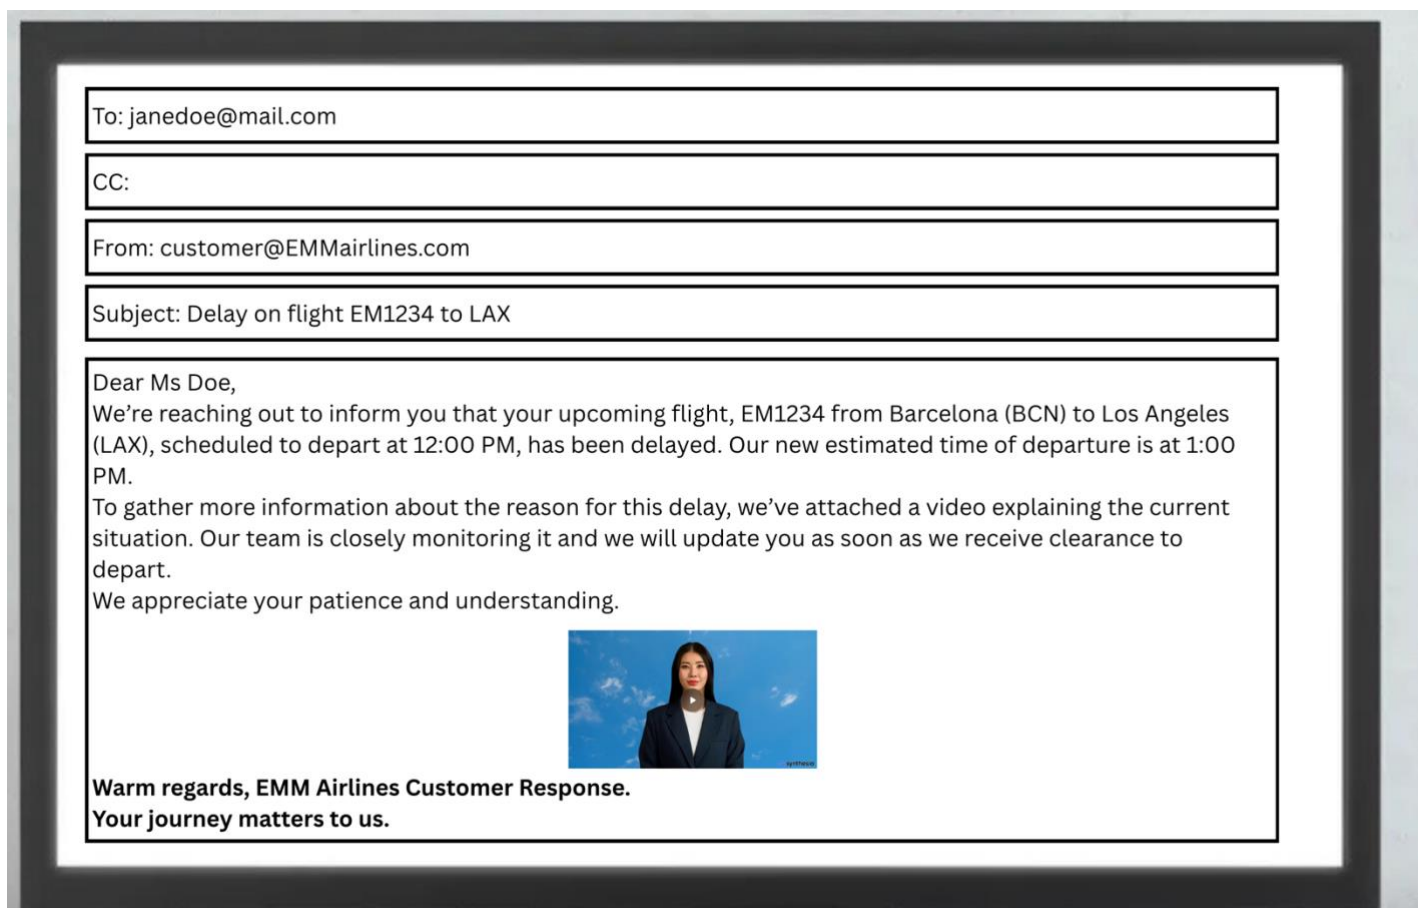 To: janedoe@mail.com
CC:
From: customer@EMMairlines.com
Subject: Delay on flight EM1234 to LAX
Dear Ms Doe,
We’re reaching out to inform you that your upcoming flight, EM1234 from Barcelona (BCN) to Los Angeles
(LAX), scheduled to depart at 12:00 PM, has been delayed. Our new estimated time of departure is at 1:00
PM.
To gather more information about the reason for this delay, we’ve attached a video explaining the current
situation. Our team is closely monitoring it and we will update you as soon as we receive clearance to
depart.
We appreciate your patience and understanding.
synthesia
Warm regards, EMM Airlines Customer Response.
Your journey matters to us.